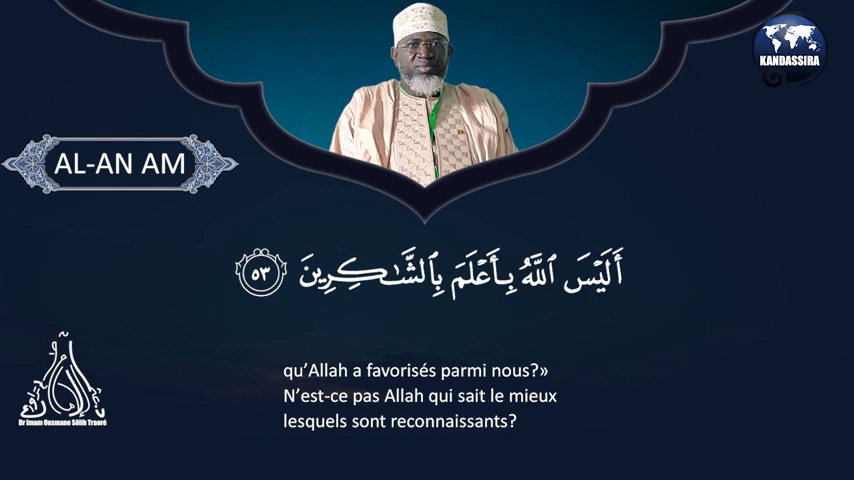 KANDASSIRA
AL-AN AM
أَلَيْسَ ٱللَّهُ بِأَعْلَمَ بِٱلشَّـٰكِرِينَ ٥٣
qu’Allah a favorisés parmi nous?»
N’est-ce pas Allah qui sait le mieux
lesquels sont reconnaissants?
Dr Imam Ousmane Sélih Traoré